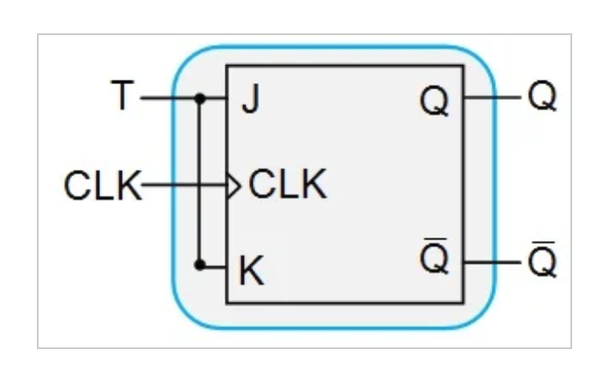 T J Q Q
CLK CLK
K Q̅ Q̅